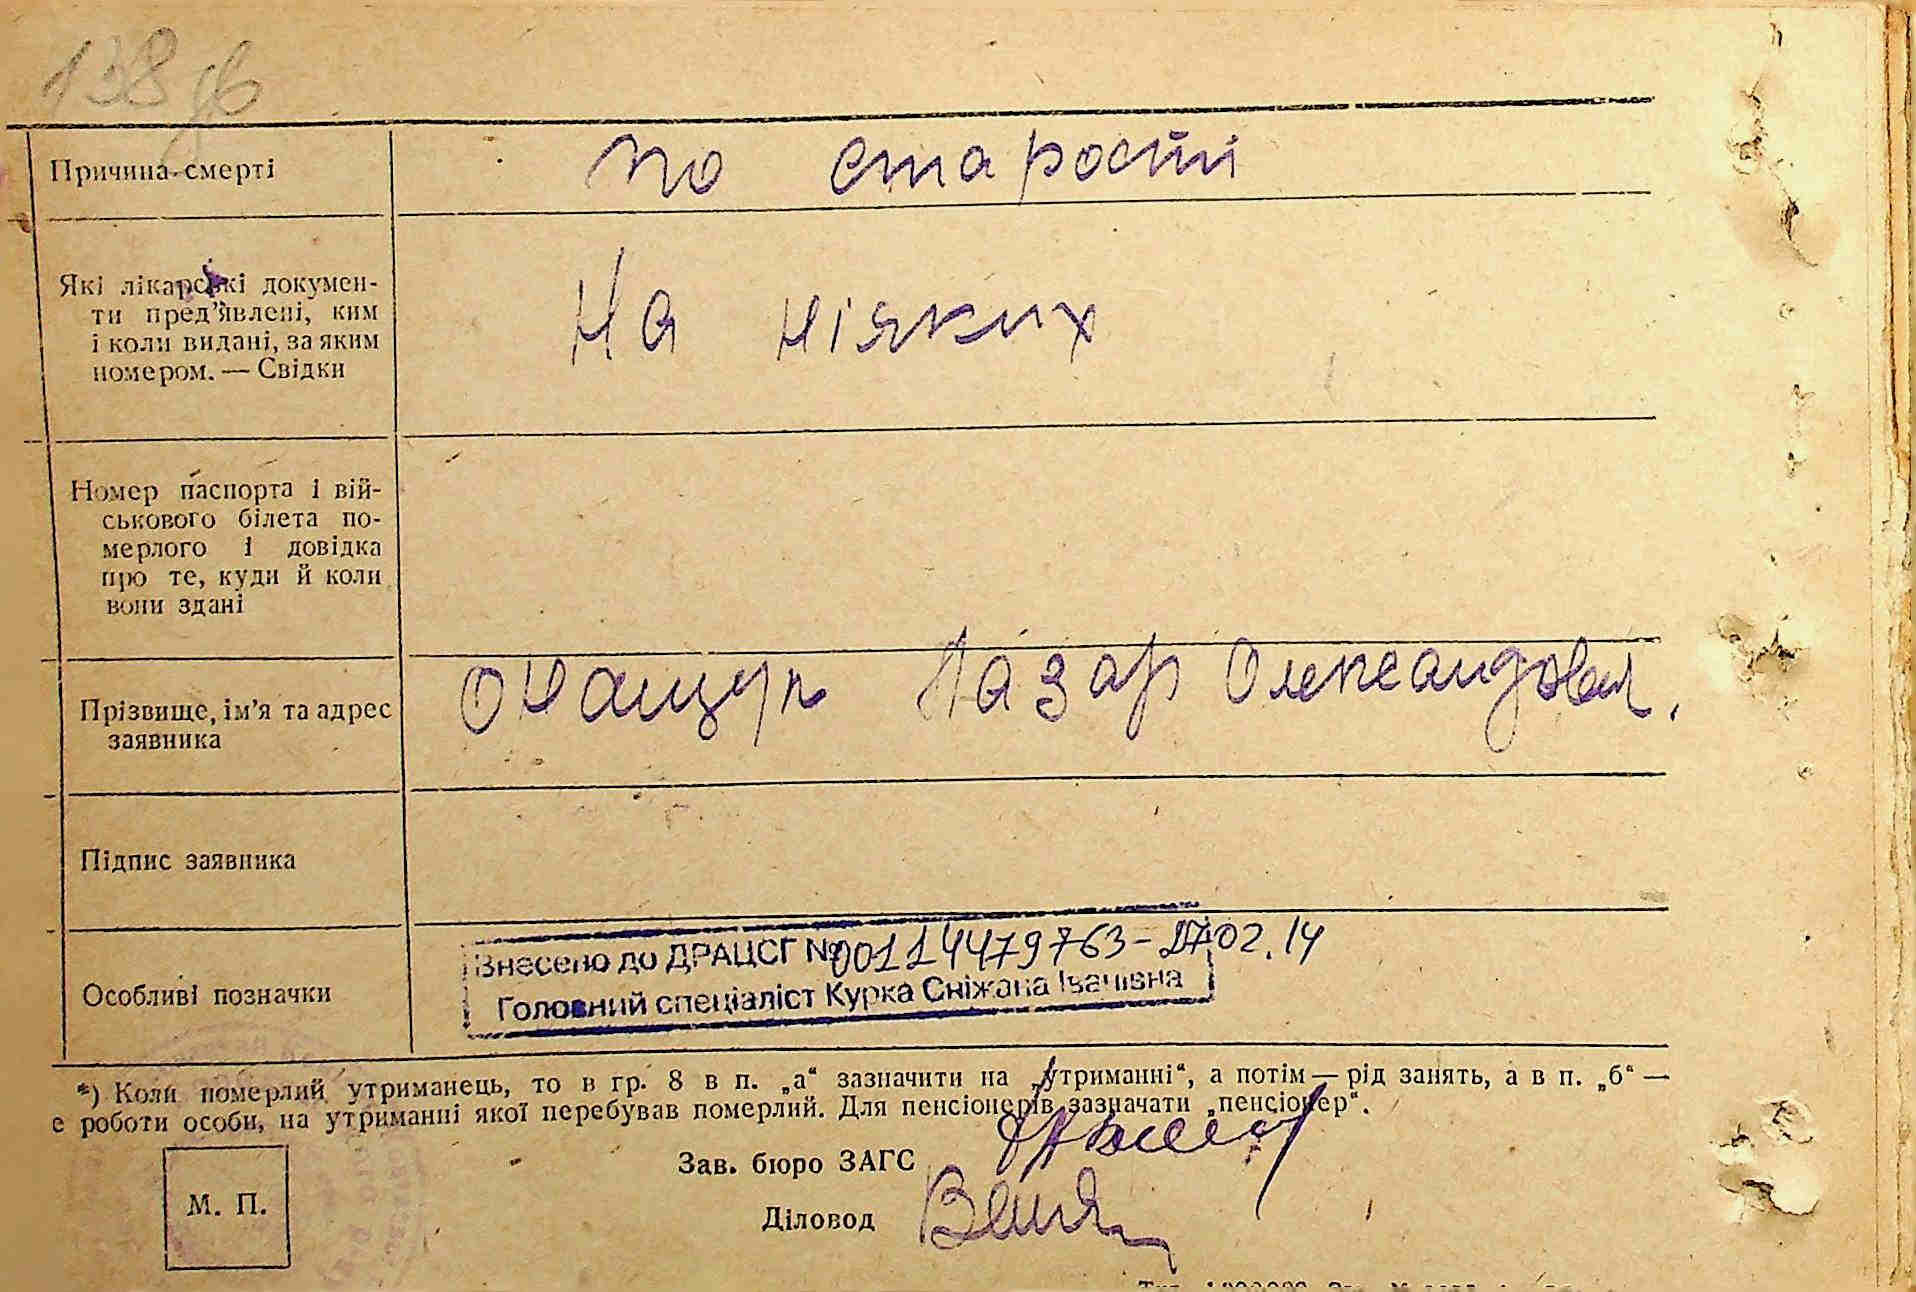 138 зв
Причина смерті
по старості
Які лікарські докумен-
ти пред’явлені, ким
і коли видані, за яким
номером. — Свідки
На ніяких
Номер паспорта і вій-
ськового білета по-
мерлого і довідка
про те, куди й коли
вони здані
Прізвище, ім’я та адрес
заявника
Онащук Лазар Олександов.
Підпис заявника
Особливі позначки
Внесено до ДРАЦСГ №00114479763-27.02.14
Головний спеціаліст Курка Сніжана Іванівна
*) Коли померлий утриманець, то в гр. 8 в п. „а“ зазначити на „утриманні“, а потім — рід занять, а в п. „б“ —
е роботи особи, на утриманні якої перебував померлий. Для пенсіонерів зазначати „пенсіонер“.
Зав. бюро ЗАГС
М. П.
Діловод